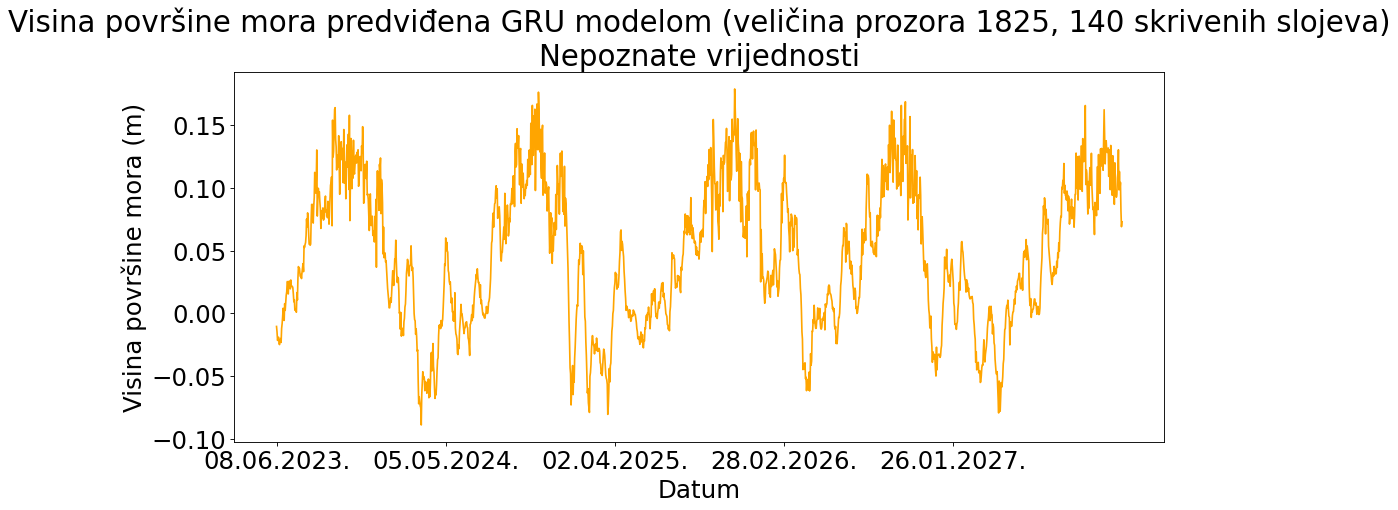 Visina površine mora predviđena GRU modelom (veličina prozora 1825, 140 skrivenih slojeva)
Nepoznate vrijednosti
Visina površine mora (m)
0.15
0.10
0.05
0.00
−0.05
−0.10
08.06.2023. 05.05.2024. 02.04.2025. 28.02.2026. 26.01.2027.
Datum